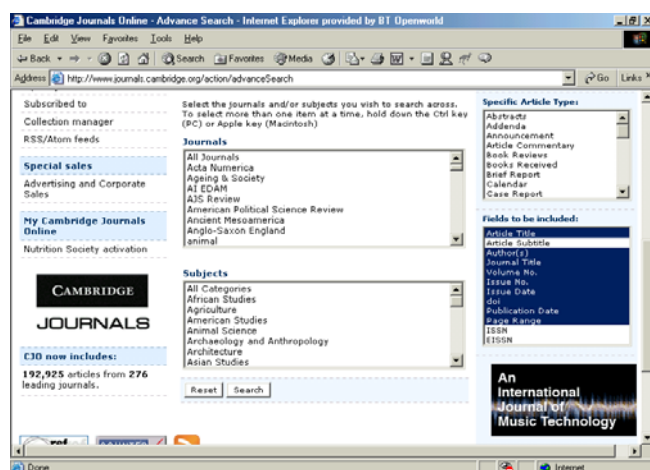 Cambridge Journals Online - Advance Search - Internet Explorer provided by BT Openworld
File Edit View Favorites Tools Help
Back Search Favorites Media
Address http://www.journals.cambridge.org/action/advanceSearch Go Links
Subscribed to
Collection manager
RSS/Atom feeds
Special sales
Advertising and Corporate
Sales
My Cambridge Journals
Online
Nutrition Society activation
CAMBRIDGE
JOURNALS
CJO now includes:
192,925 articles from 276
leading journals.
Select the journals and/or subjects you wish to search across.
To select more than one item at a time, hold down the Ctrl key
(PC) or Apple key (Macintosh)
Journals
All Journals
Acta Numerica
Ageing & Society
AI EDAM
AJS Review
American Political Science Review
Ancient Mesoamerica
Anglo-Saxon England
animal
Subjects
All Categories
African Studies
Agriculture
American Studies
Animal Science
Archaeology and Anthropology
Architecture
Asian Studies
Reset Search
Specific Article Type:
Abstracts
Addenda
Announcement
Article Commentary
Book Reviews
Books Received
Brief Report
Calendar
Case Report
Fields to be included:
Article Title
Article Subtitle
Author(s)
Journal Title
Volume No.
Issue No.
Issue Date
doi
Publication Date
Page Range
ISSN
EISSN
An
International
Journal of
Music Technology
Done Internet